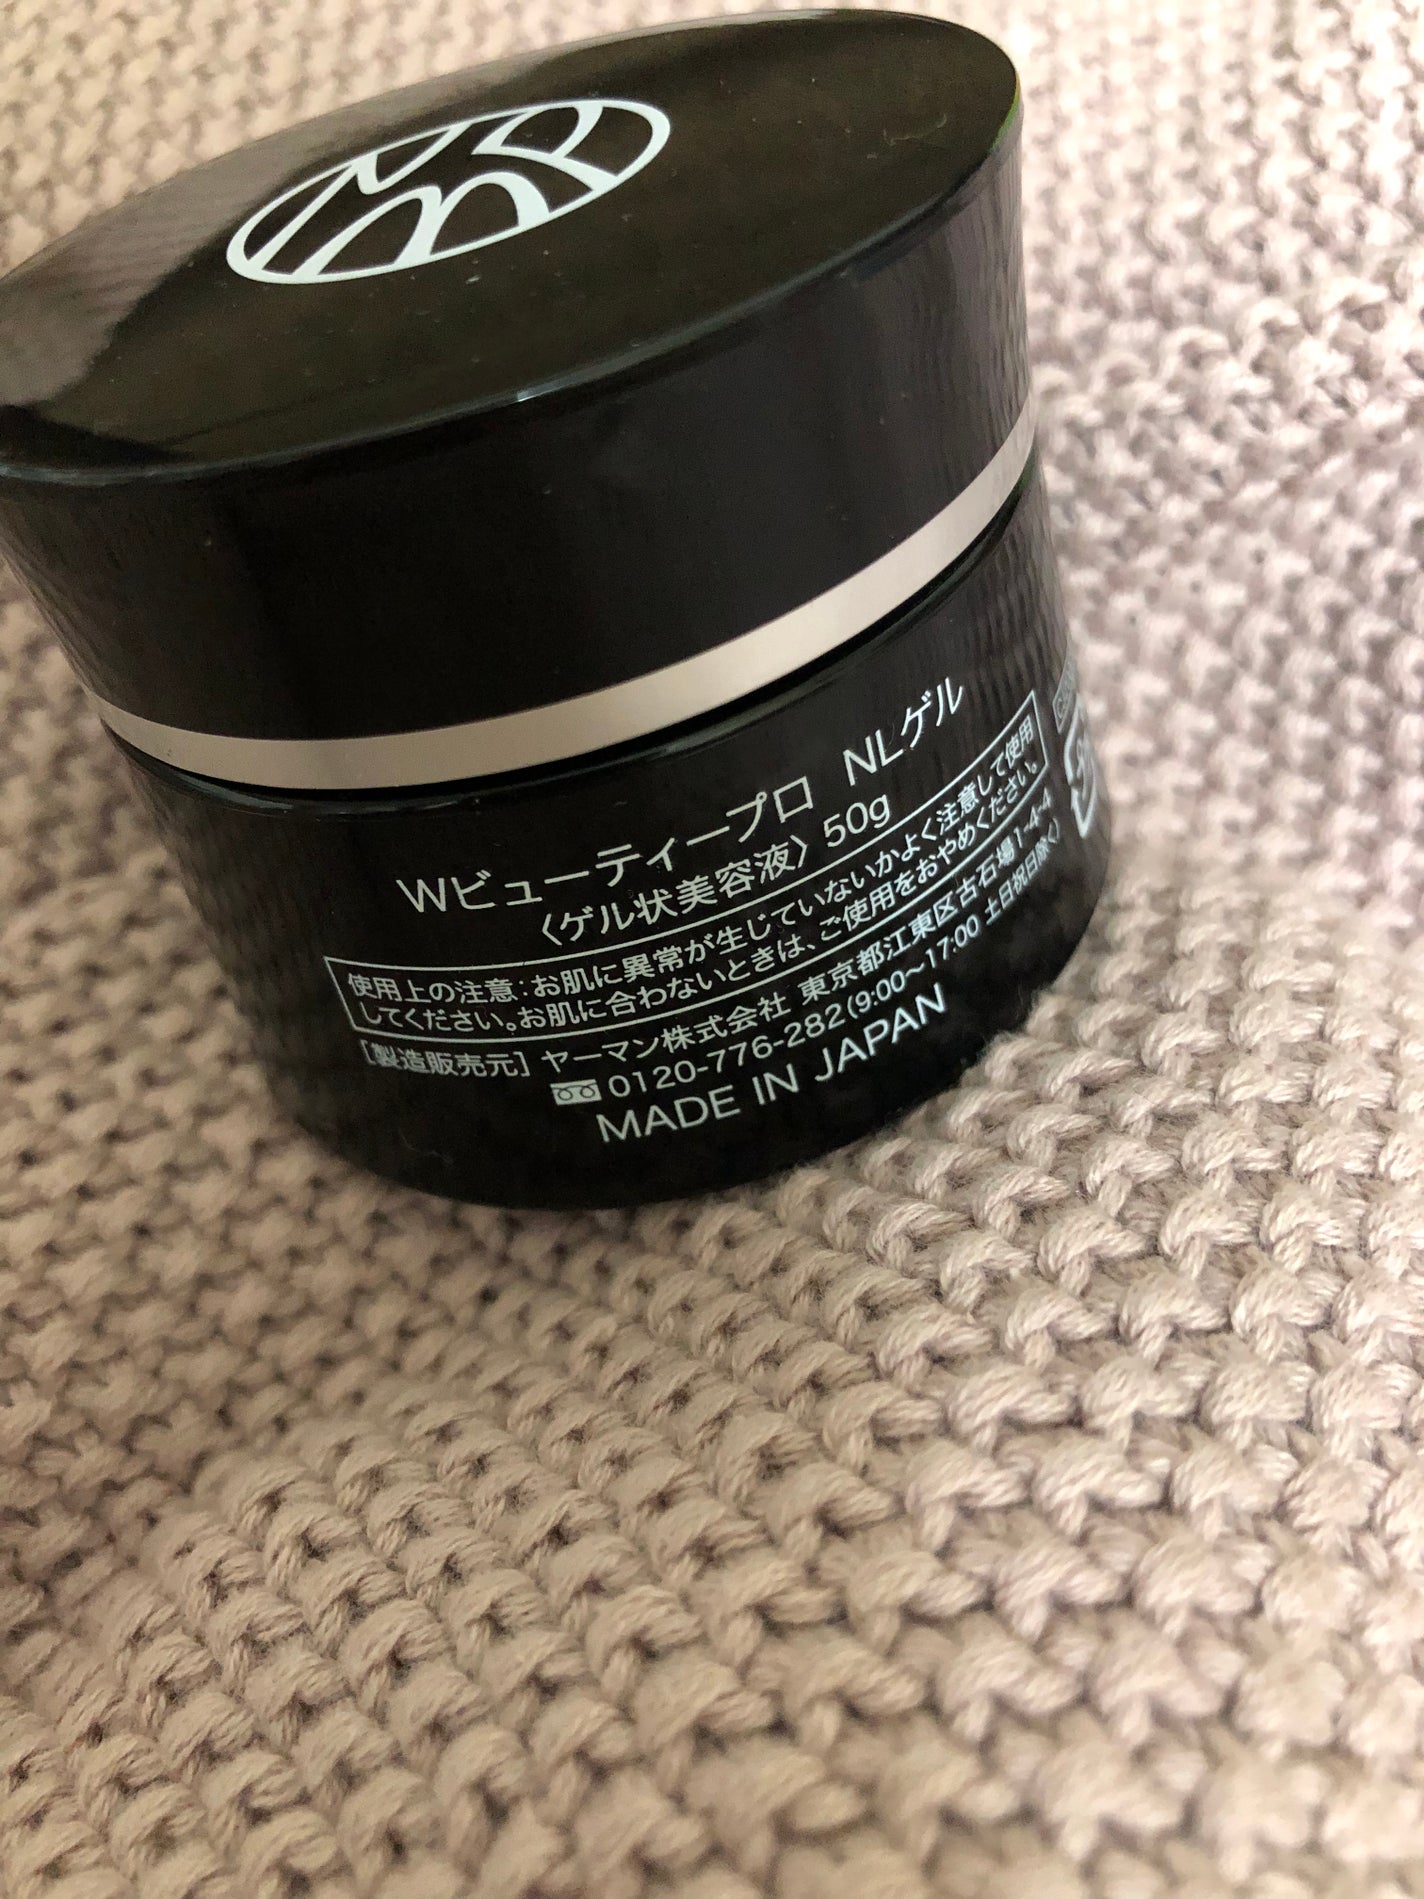 Wビューティープロ NLゲル
〈ゲル状美容液〉50g
使用上の注意：お肌に異常が生じていないかよく注意して使用
してください。お肌に合わないときは、ご使用をおやめください。
［製造販売元］ヤーマン株式会社 東京都江東区古石場1-4-4
0120-776-282(9:00～17:00 土日祝日除く)
MADE IN JAPAN